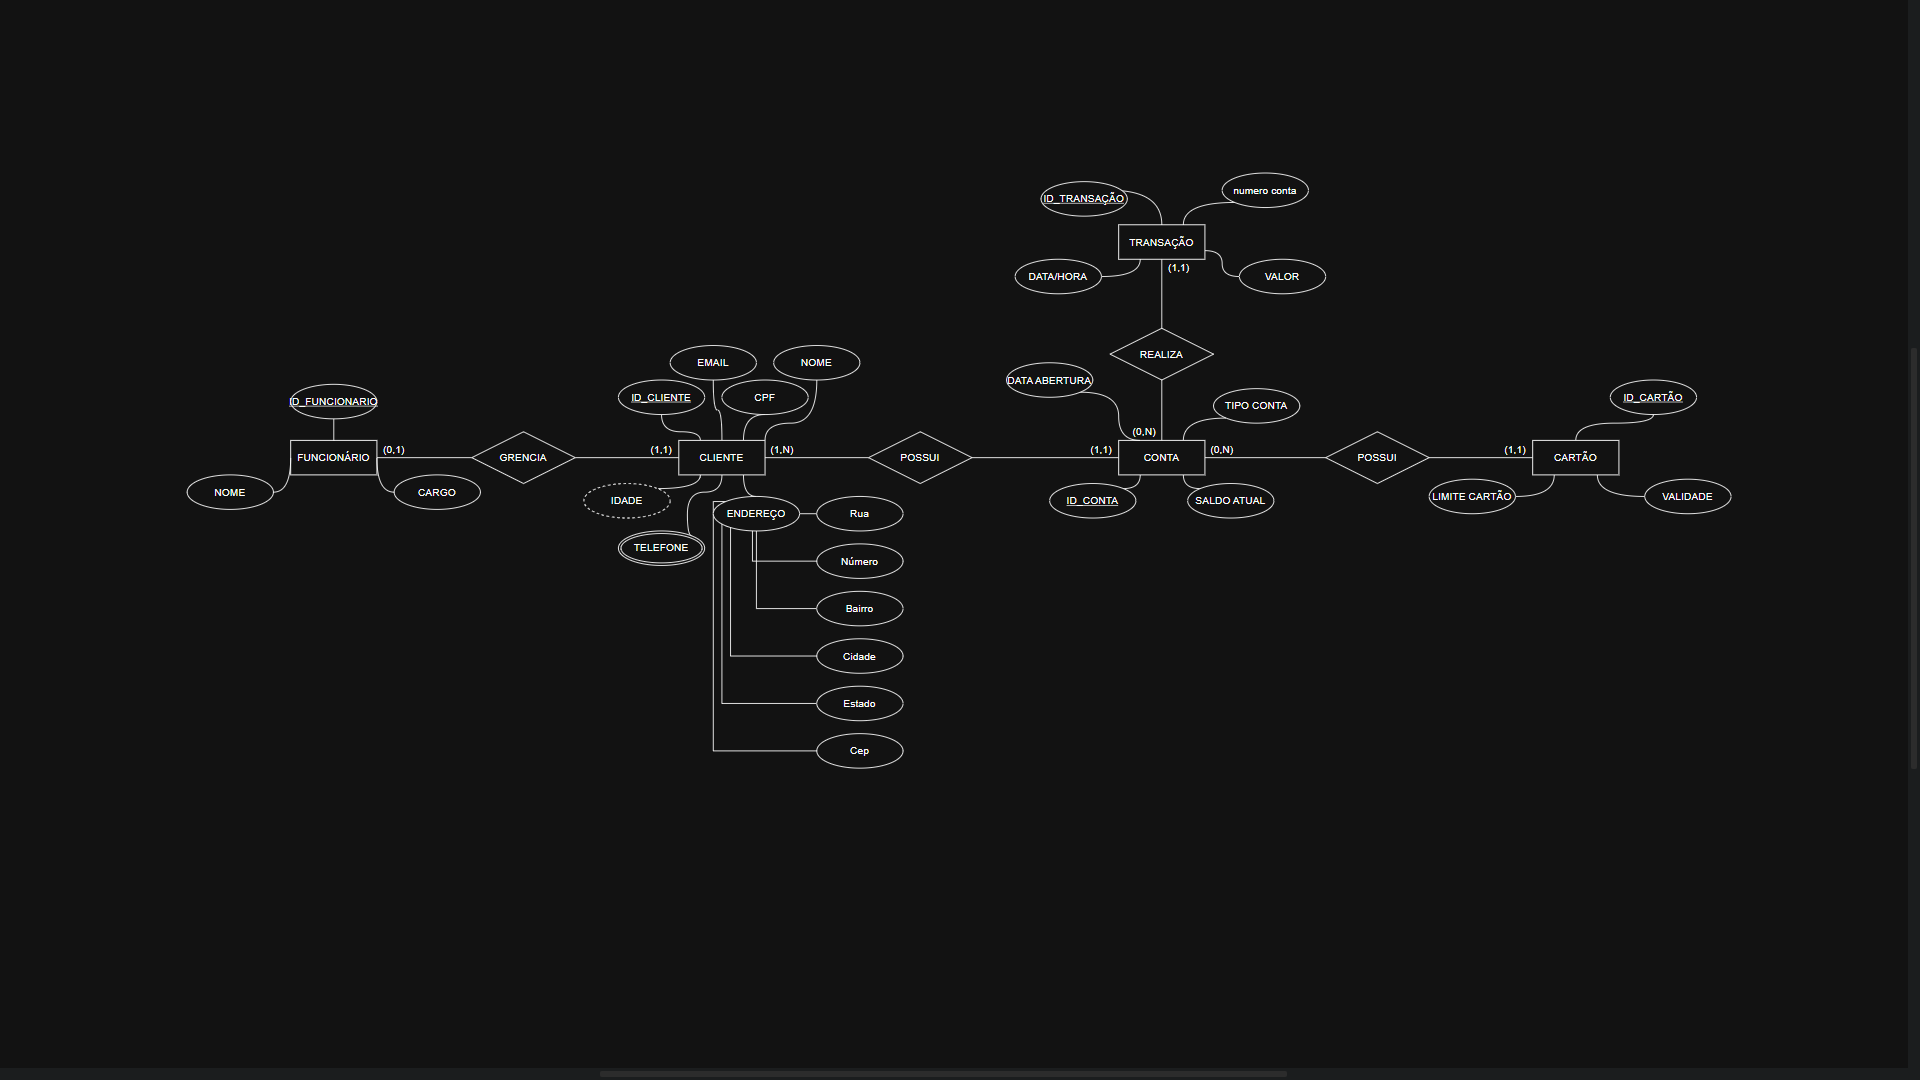 numero conta
ID_TRANSAÇÃO
TRANSAÇÃO
(1,1)
DATA/HORA
VALOR
REALIZA
EMAIL
NOME
DATA ABERTURA
ID_FUNCIONARIO
ID_CLIENTE
CPF
TIPO CONTA
ID_CARTÃO
(0,N)
FUNCIONÁRIO
(0,1)
GRENCIA
(1,1)
CLIENTE
(1,N)
POSSUI
(1,1)
CONTA
(0,N)
POSSUI
(1,1)
CARTÃO
NOME
CARGO
IDADE
ID_CONTA
SALDO ATUAL
LIMITE CARTÃO
VALIDADE
ENDEREÇO
Rua
TELEFONE
Número
Bairro
Cidade
Estado
Cep